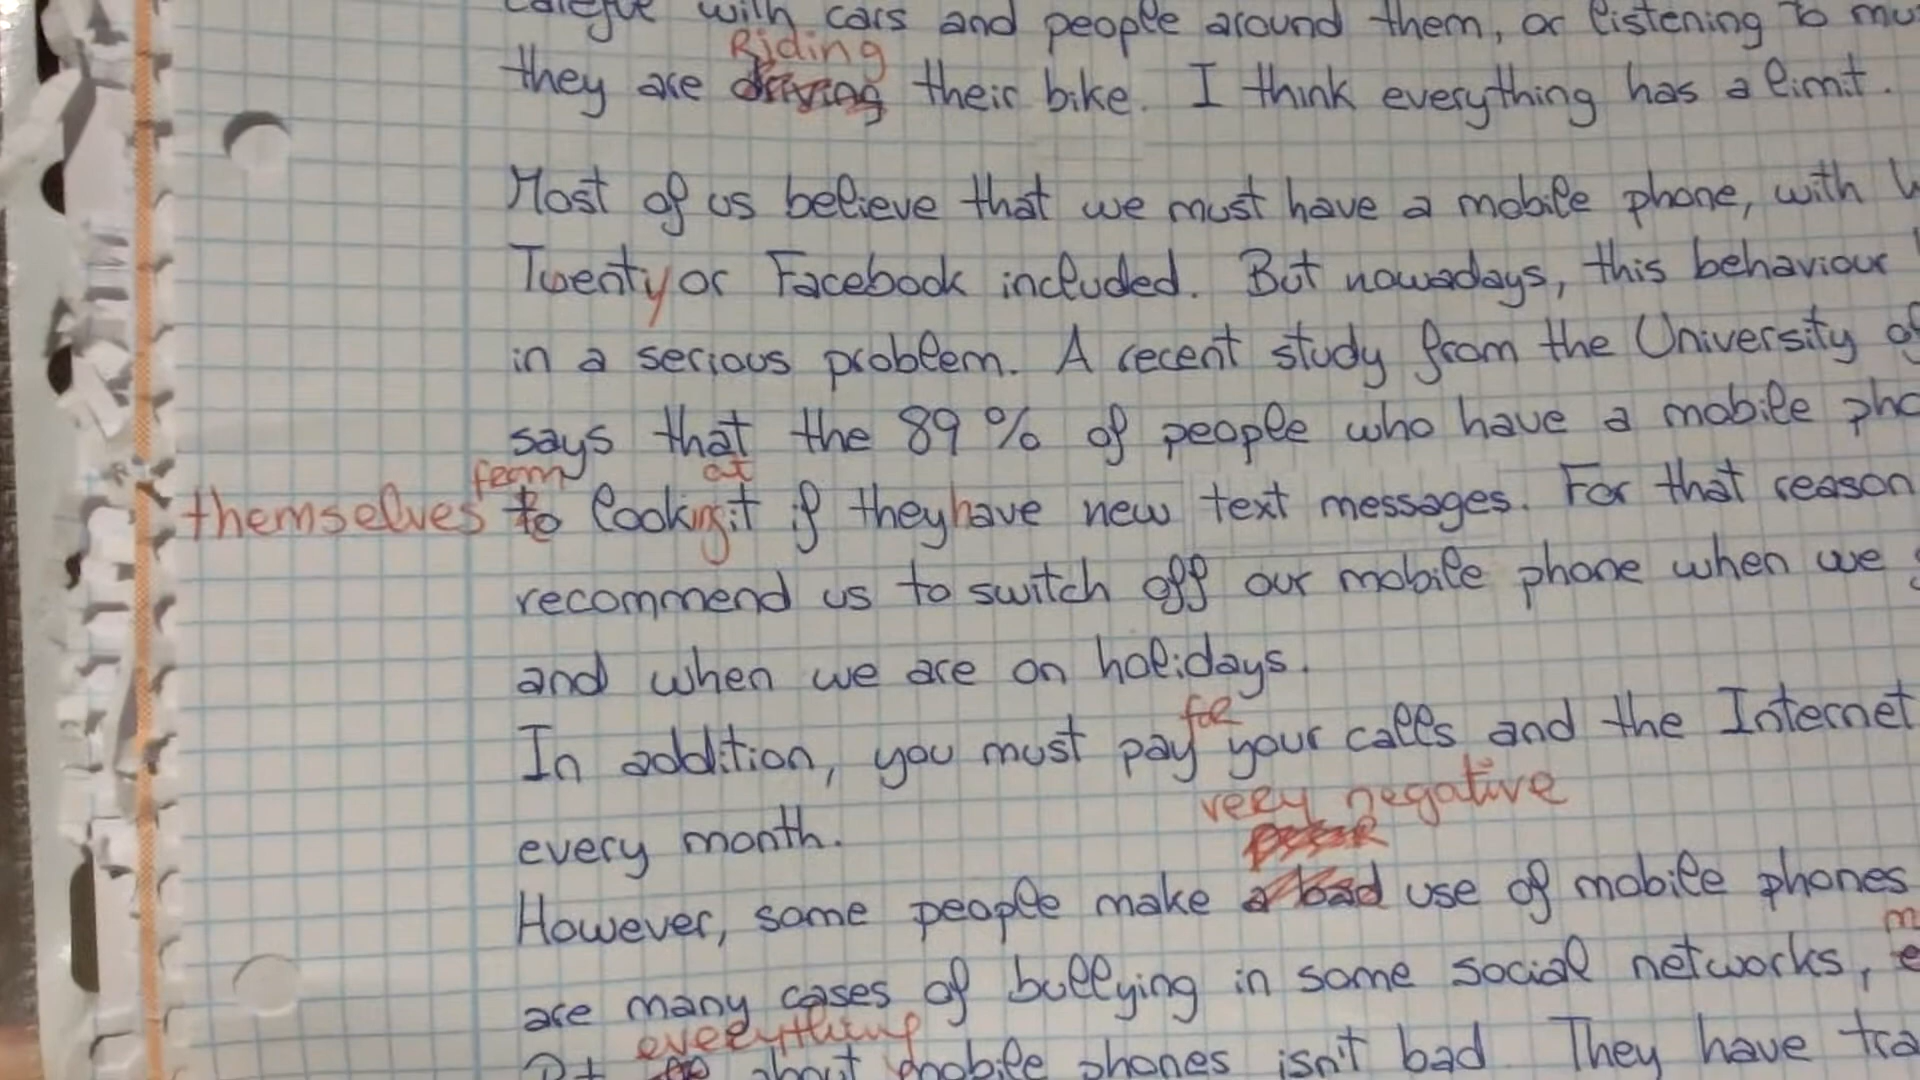 with cars and people around them, or listening to
Riding
they are driving their bike. I think everything has a limit.
Most of us believe that we must have a mobile phone, with
Twenty or Facebook included. But nowadays, this behaviour
in a serious problem. A recent study from the University of
says that the 89% of people who have a mobile
from at
themselves to looking it if they have new text messages. For that reason
recommend us to switch off our mobile phone when we
and when we are on holidays.
for
In addition, you must pay your calls and the Internet
every month.
very negative
However, some people make a bad use of mobile phones
are many cases of bullying in some social networks,
everything
about mobile phones isn't bad They have